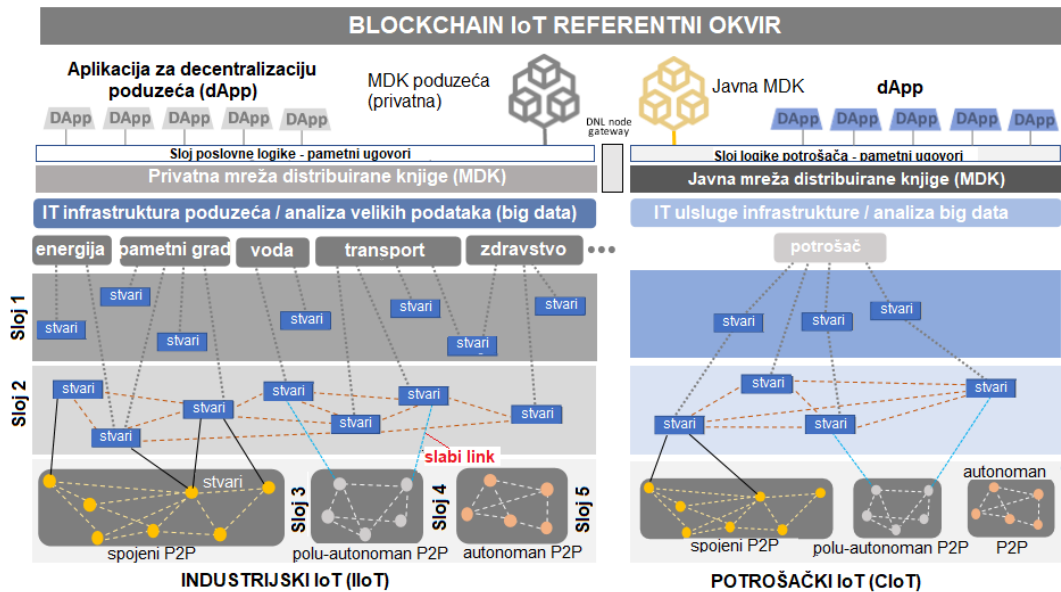 BLOCKCHAIN IoT REFERENTNI OKVIR
Aplikacija za decentralizaciju
poduzeća (dApp)
MDK poduzeća
(privatna)
Javna MDK
dApp
DApp DApp DApp DApp DApp
DNL node
gateway
DApp DApp DApp DApp DApp
Sloj poslovne logike - pametni ugovori
Sloj logike potrošača - pametni ugovori
Privatna mreža distribuirane knjige (MDK)
Javna mreža distribuirane knjige (MDK)
IT infrastruktura poduzeća / analiza velikih podataka (big data)
IT ulsluge infrastrukture / analiza big data
energija pametni grad voda transport zdravstvo
potrošač
Sloj 1
stvari
stvari
stvari
stvari
stvari
stvari
stvari
stvari
stvari
stvari
stvari
Sloj 2
stvari
stvari
stvari
stvari
stvari
stvari
stvari
stvari
stvari
stvari
stvari
slabi link
stvari
Sloj 3
Sloj 4
Sloj 5
autonoman
spojeni P2P
polu-autonoman P2P
autonoman P2P
spojeni P2P
polu-autonoman P2P
P2P
INDUSTRIJSKI IoT (IIoT)
POTROŠAČKI IoT (CIoT)